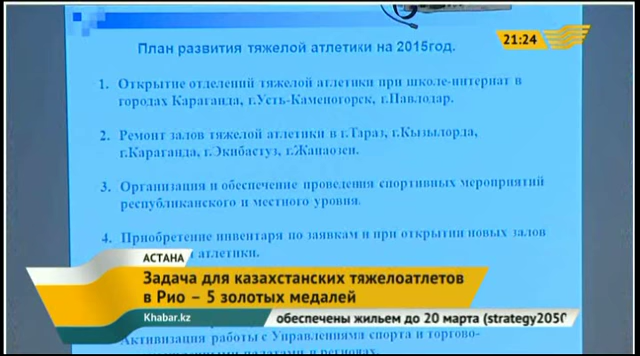 План развития тяжелой атлетики на 2015год.
21:24
1. Открытие отделений тяжелой атлетики при школе-интернат в
городах Караганда, г.Усть-Каменогорск, г.Павлодар.
2. Ремонт залов тяжелой атлетики в г.Тараз, г.Кызылорда,
г.Караганда, г.Экибастуз, г.Жанаозен.
3. Организация и обеспечение проведения спортивных мероприятий
республиканского и местного уровня.
4. Приобретение инвентаря по заявкам и при открытии новых залов
атлетики.
АСТАНА
Задача для казахстанских тяжелоатлетов
в Рио – 5 золотых медалей
Khabar.kz
обеспечены жильем до 20 марта (strategy2050
Активизация работы с Управлениями спорта и торгово-
палатами в регионах.